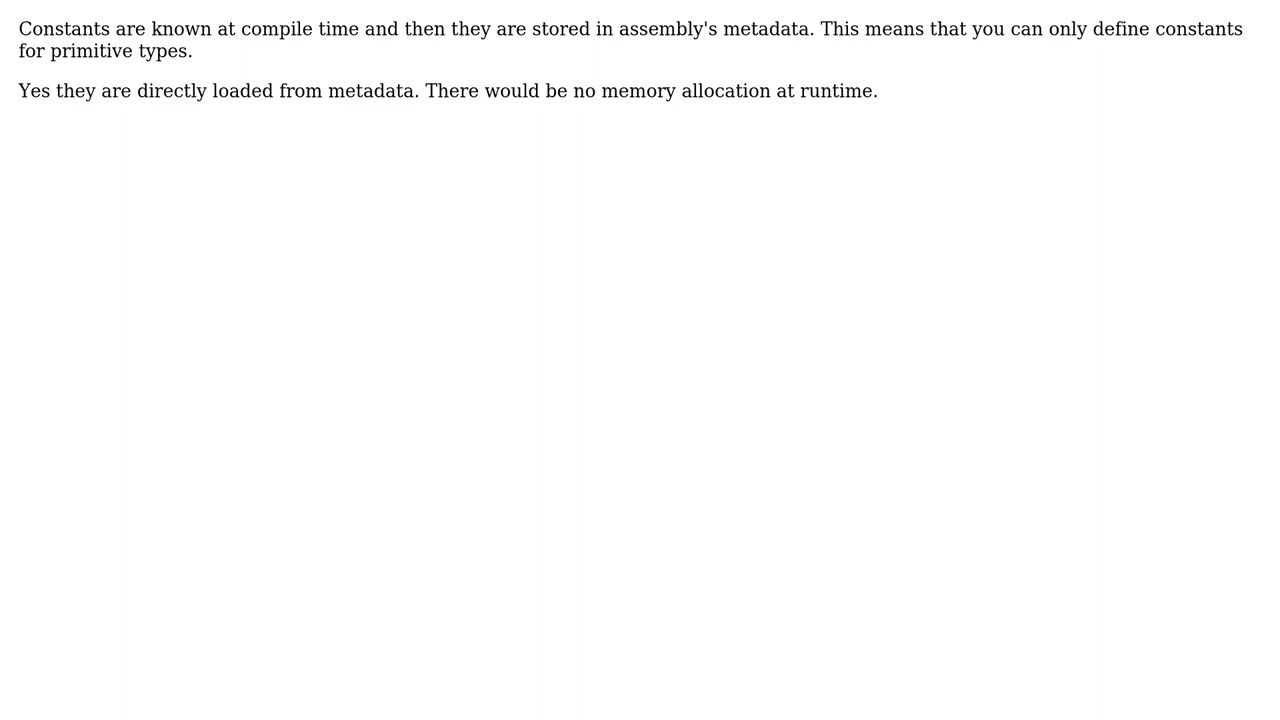 Constants are known at compile time and then they are stored in assembly's metadata. This means that you can only define constants
for primitive types.
Yes they are directly loaded from metadata. There would be no memory allocation at runtime.